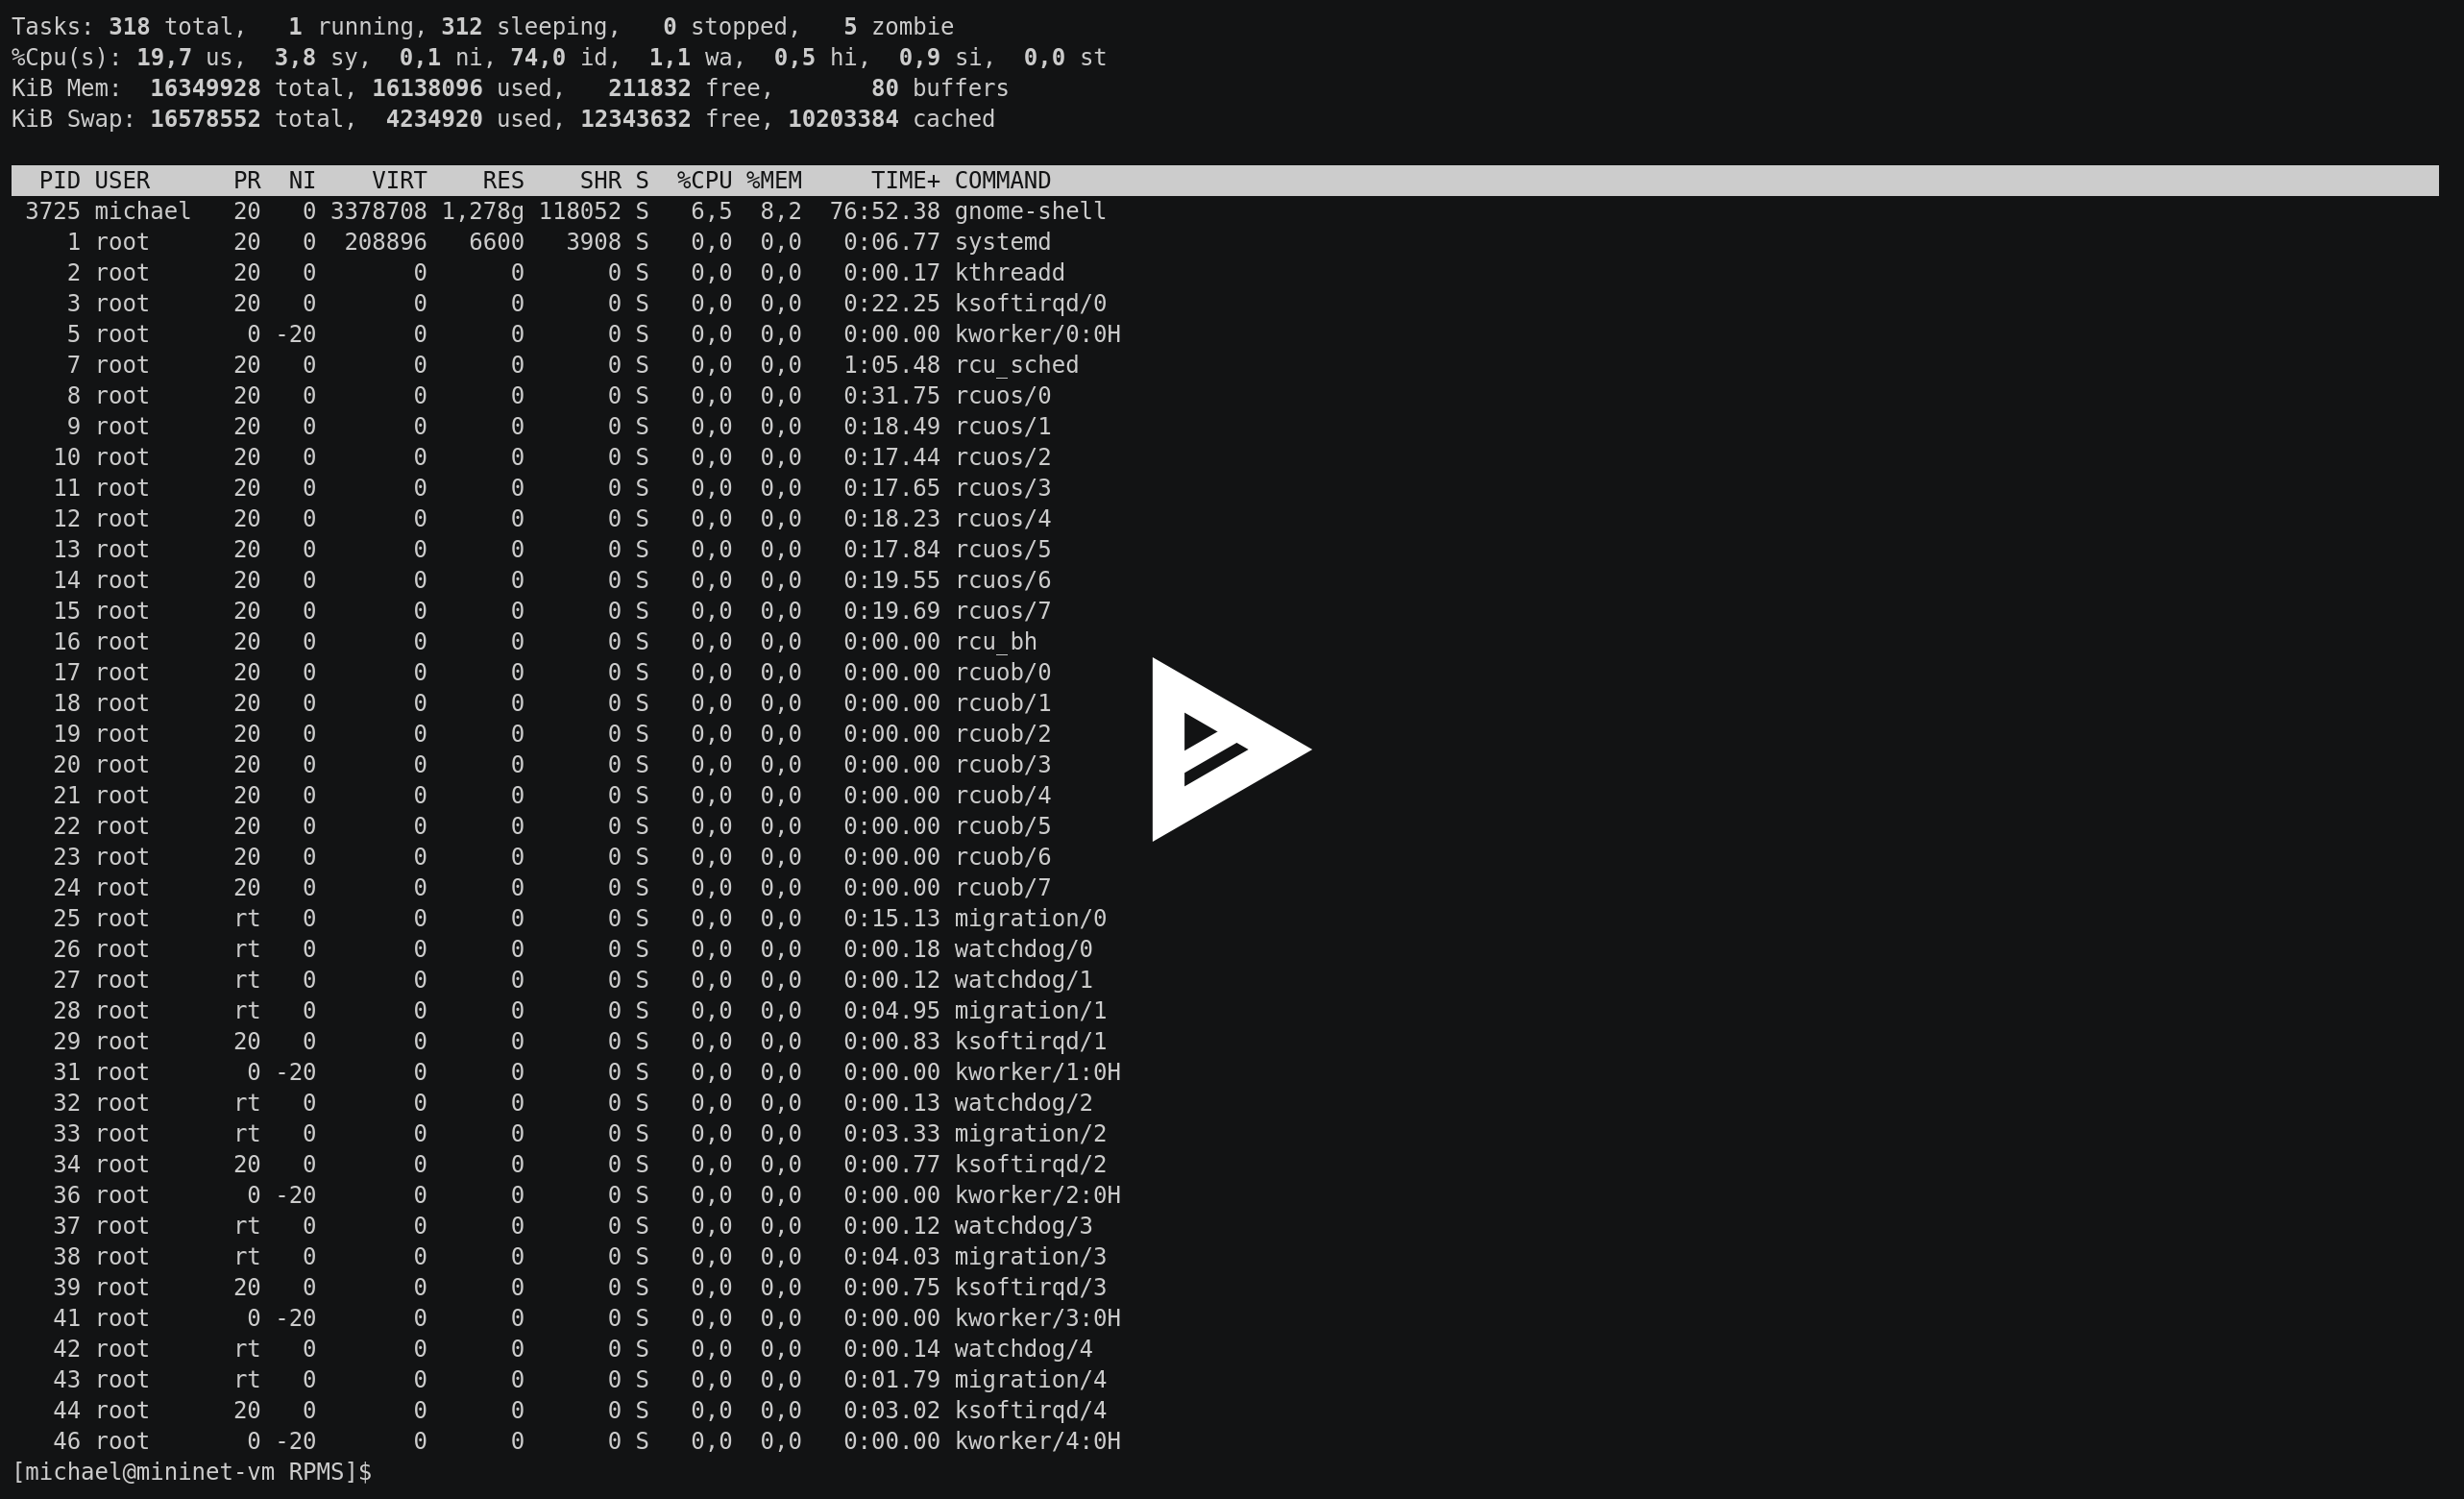 Tasks: 318 total,   1 running, 312 sleeping,   0 stopped,   5 zombie
%Cpu(s): 19,7 us,  3,8 sy,  0,1 ni, 74,0 id,  1,1 wa,  0,5 hi,  0,9 si,  0,0 st
KiB Mem:  16349928 total, 16138096 used,   211832 free,       80 buffers
KiB Swap: 16578552 total,  4234920 used, 12343632 free, 10203384 cached
  PID USER      PR  NI    VIRT    RES    SHR S  %CPU %MEM     TIME+ COMMAND
 3725 michael   20   0 3378708 1,278g 118052 S   6,5  8,2  76:52.38 gnome-shell
    1 root      20   0  208896   6600   3908 S   0,0  0,0   0:06.77 systemd
    2 root      20   0       0      0      0 S   0,0  0,0   0:00.17 kthreadd
    3 root      20   0       0      0      0 S   0,0  0,0   0:22.25 ksoftirqd/0
    5 root       0 -20       0      0      0 S   0,0  0,0   0:00.00 kworker/0:0H
    7 root      20   0       0      0      0 S   0,0  0,0   1:05.48 rcu_sched
    8 root      20   0       0      0      0 S   0,0  0,0   0:31.75 rcuos/0
    9 root      20   0       0      0      0 S   0,0  0,0   0:18.49 rcuos/1
   10 root      20   0       0      0      0 S   0,0  0,0   0:17.44 rcuos/2
   11 root      20   0       0      0      0 S   0,0  0,0   0:17.65 rcuos/3
   12 root      20   0       0      0      0 S   0,0  0,0   0:18.23 rcuos/4
   13 root      20   0       0      0      0 S   0,0  0,0   0:17.84 rcuos/5
   14 root      20   0       0      0      0 S   0,0  0,0   0:19.55 rcuos/6
   15 root      20   0       0      0      0 S   0,0  0,0   0:19.69 rcuos/7
   16 root      20   0       0      0      0 S   0,0  0,0   0:00.00 rcu_bh
   17 root      20   0       0      0      0 S   0,0  0,0   0:00.00 rcuob/0
   18 root      20   0       0      0      0 S   0,0  0,0   0:00.00 rcuob/1
   19 root      20   0       0      0      0 S   0,0  0,0   0:00.00 rcuob/2
   20 root      20   0       0      0      0 S   0,0  0,0   0:00.00 rcuob/3
   21 root      20   0       0      0      0 S   0,0  0,0   0:00.00 rcuob/4
   22 root      20   0       0      0      0 S   0,0  0,0   0:00.00 rcuob/5
   23 root      20   0       0      0      0 S   0,0  0,0   0:00.00 rcuob/6
   24 root      20   0       0      0      0 S   0,0  0,0   0:00.00 rcuob/7
   25 root      rt   0       0      0      0 S   0,0  0,0   0:15.13 migration/0
   26 root      rt   0       0      0      0 S   0,0  0,0   0:00.18 watchdog/0
   27 root      rt   0       0      0      0 S   0,0  0,0   0:00.12 watchdog/1
   28 root      rt   0       0      0      0 S   0,0  0,0   0:04.95 migration/1
   29 root      20   0       0      0      0 S   0,0  0,0   0:00.83 ksoftirqd/1
   31 root       0 -20       0      0      0 S   0,0  0,0   0:00.00 kworker/1:0H
   32 root      rt   0       0      0      0 S   0,0  0,0   0:00.13 watchdog/2
   33 root      rt   0       0      0      0 S   0,0  0,0   0:03.33 migration/2
   34 root      20   0       0      0      0 S   0,0  0,0   0:00.77 ksoftirqd/2
   36 root       0 -20       0      0      0 S   0,0  0,0   0:00.00 kworker/2:0H
   37 root      rt   0       0      0      0 S   0,0  0,0   0:00.12 watchdog/3
   38 root      rt   0       0      0      0 S   0,0  0,0   0:04.03 migration/3
   39 root      20   0       0      0      0 S   0,0  0,0   0:00.75 ksoftirqd/3
   41 root       0 -20       0      0      0 S   0,0  0,0   0:00.00 kworker/3:0H
   42 root      rt   0       0      0      0 S   0,0  0,0   0:00.14 watchdog/4
   43 root      rt   0       0      0      0 S   0,0  0,0   0:01.79 migration/4
   44 root      20   0       0      0      0 S   0,0  0,0   0:03.02 ksoftirqd/4
   46 root       0 -20       0      0      0 S   0,0  0,0   0:00.00 kworker/4:0H
[michael@mininet-vm RPMS]$